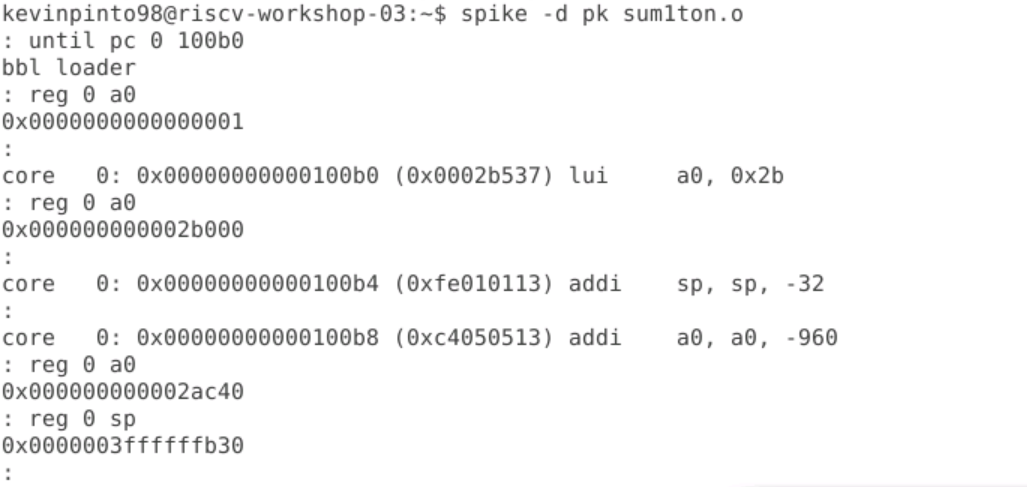 kevinpinto98@riscv-workshop-03:~$ spike -d pk sum1ton.o
: until pc 0 100b0
bbl loader
: reg 0 a0
0x0000000000000001
:
core   0: 0x00000000000100b0 (0x0002b537) lui     a0, 0x2b
: reg 0 a0
0x000000000002b000
:
core   0: 0x00000000000100b4 (0xfe010113) addi    sp, sp, -32
:
core   0: 0x00000000000100b8 (0xc4050513) addi    a0, a0, -960
: reg 0 a0
0x000000000002ac40
: reg 0 sp
0x0000003ffffffb30
: